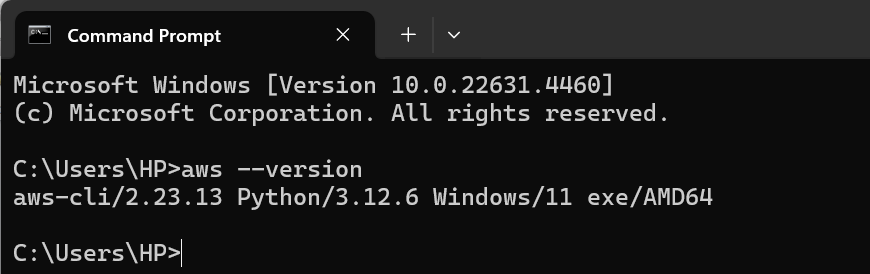 Command Prompt
Microsoft Windows [Version 10.0.22631.4460]
(c) Microsoft Corporation. All rights reserved.
C:\Users\HP>aws --version
aws-cli/2.23.13 Python/3.12.6 Windows/11 exe/AMD64
C:\Users\HP>